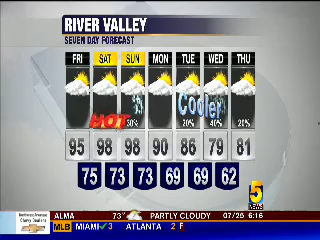 RIVER VALLEY
SEVEN DAY FORECAST
FRI SAT SUN MON TUE WED THU
HOT 30% Cooler 20% 40% 20%
95 98 98 90 86 79 81
75 73 73 69 69 62
5
NEWS
ALMA 73° PARTLY CLOUDY 07/26 6:16
CHEVROLET MLB MIAMI 3 ATLANTA 2 F